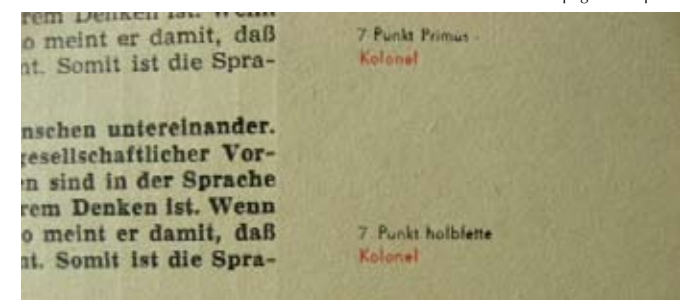 rem Denken ist. Wenn
o meint er damit, daß
nt. Somit ist die Spra-
7 Punkt Primus -
Kolonel
nschen untereinander.
gesellschaftlicher Vor-
n sind in der Sprache
rem Denken ist. Wenn
o meint er damit, daß
nt. Somit ist die Spra-
7 Punkt halbfette
Kolonel